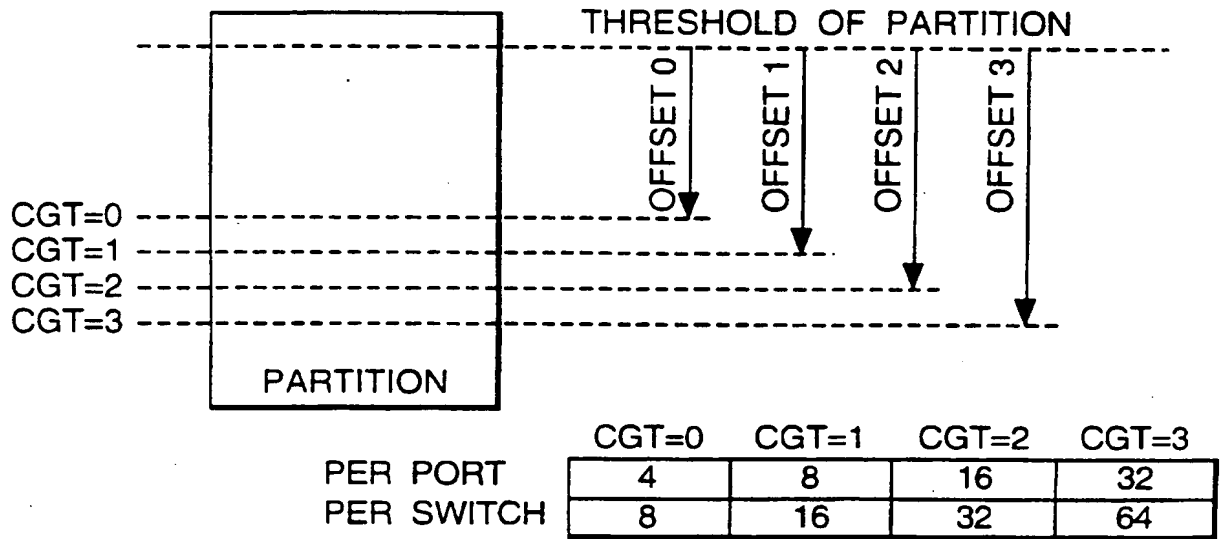 THRESHOLD OF PARTITION
OFFSET 0
OFFSET 1
OFFSET 2
OFFSET 3
CGT=0
CGT=1
CGT=2
CGT=3
PARTITION
CGT=0 CGT=1 CGT=2 CGT=3
PER PORT 4 8 16 32
PER SWITCH 8 16 32 64